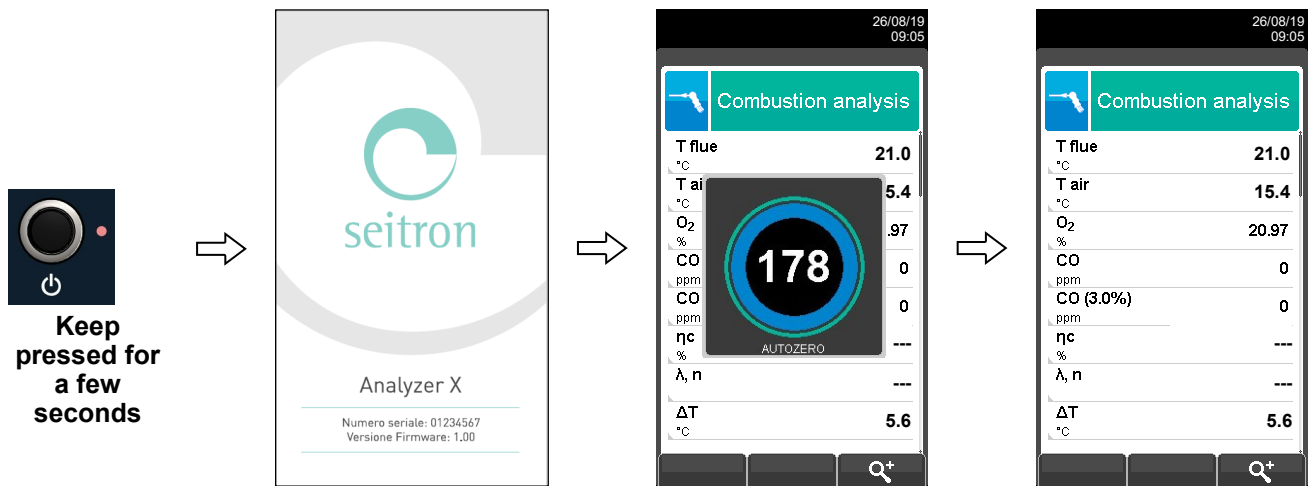 Keep
pressed for
a few
seconds
seitron
Analyzer X
Numero seriale: 01234567
Versione Firmware: 1.00
26/08/19
09:05
Combustion analysis
T flue
°C
21.0
T ai
°C
5.4
O2
%
.97
CO
ppm
0
CO
ppm
0
ηc
%
---
λ, n
---
ΔT
°C
5.6
178
AUTOZERO
26/08/19
09:05
Combustion analysis
T flue
°C
21.0
T air
°C
15.4
O2
%
20.97
CO
ppm
0
CO (3.0%)
ppm
0
ηc
%
---
λ, n
---
ΔT
°C
5.6